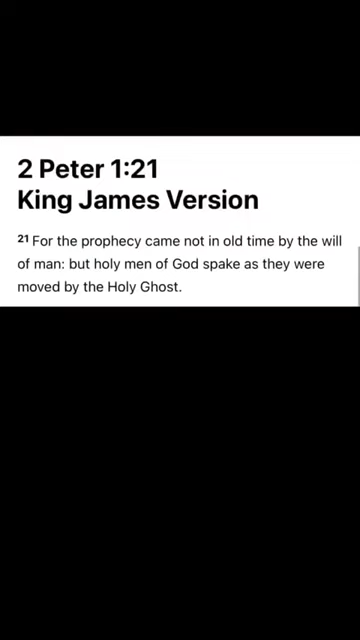 2 Peter 1:21
King James Version
21 For the prophecy came not in old time by the will
of man: but holy men of God spake as they were
moved by the Holy Ghost.